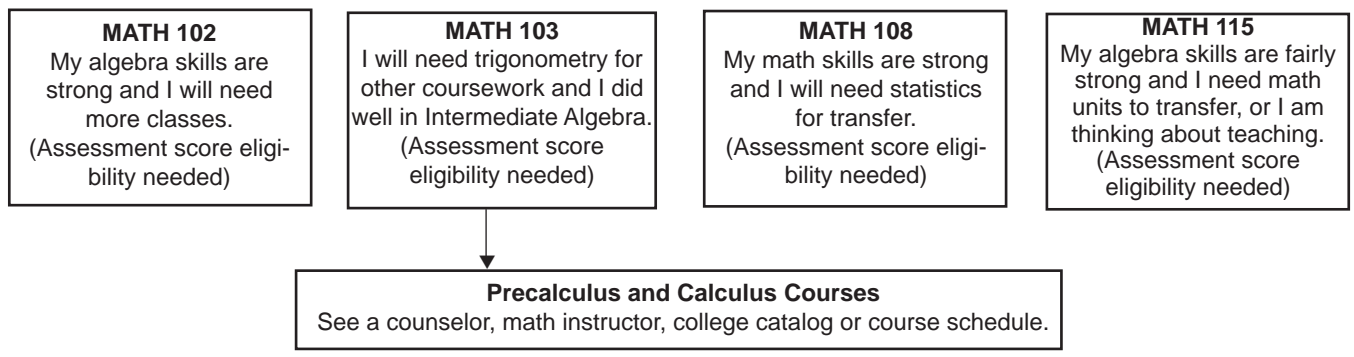 MATH 102
My algebra skills are
strong and I will need
more classes.
(Assessment score eligi-
bility needed)
MATH 103
I will need trigonometry for
other coursework and I did
well in Intermediate Algebra.
(Assessment score
eligibility needed)
MATH 108
My math skills are strong
and I will need statistics
for transfer.
(Assessment score eligi-
bility needed)
MATH 115
My algebra skills are fairly
strong and I need math
units to transfer, or I am
thinking about teaching.
(Assessment score
eligibility needed)
Precalculus and Calculus Courses
See a counselor, math instructor, college catalog or course schedule.